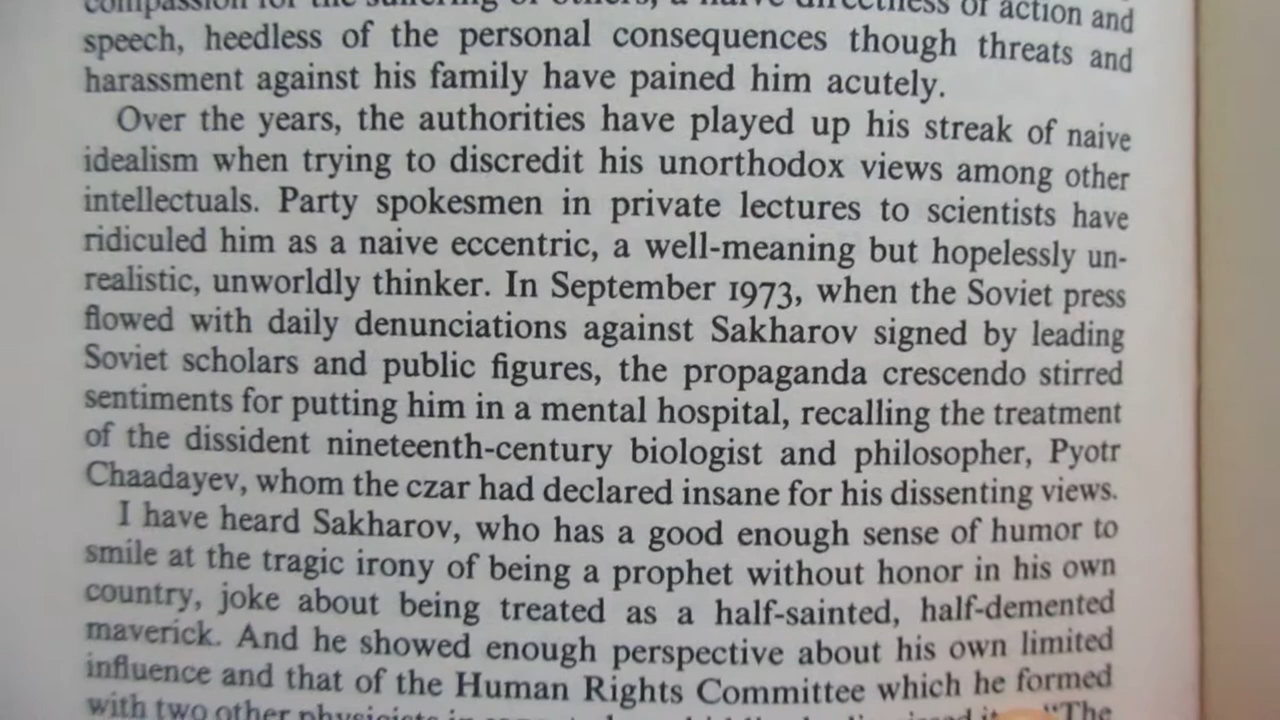 compassion for the suffering of others, a naive directness of action and
speech, heedless of the personal consequences though threats and
harassment against his family have pained him acutely.
Over the years, the authorities have played up his streak of naive
idealism when trying to discredit his unorthodox views among other
intellectuals. Party spokesmen in private lectures to scientists have
ridiculed him as a naive eccentric, a well-meaning but hopelessly un-
realistic, unworldly thinker. In September 1973, when the Soviet press
flowed with daily denunciations against Sakharov signed by leading
Soviet scholars and public figures, the propaganda crescendo stirred
sentiments for putting him in a mental hospital, recalling the treatment
of the dissident nineteenth-century biologist and philosopher, Pyotr
Chaadayev, whom the czar had declared insane for his dissenting views.
I have heard Sakharov, who has a good enough sense of humor to
smile at the tragic irony of being a prophet without honor in his own
country, joke about being treated as a half-sainted, half-demented
maverick. And he showed enough perspective about his own limited
influence and that of the Human Rights Committee which he formed
with two other physicists in "The